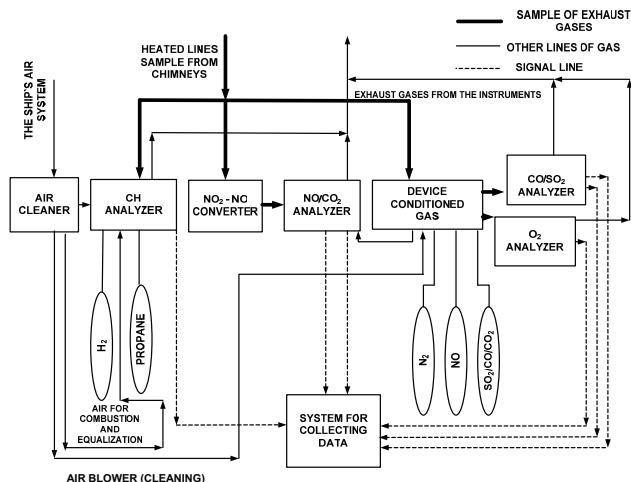 SAMPLE OF EXHAUST
GASES
OTHER LINES OF GAS
SIGNAL LINE
HEATED LINES
SAMPLE FROM
CHIMNEYS
THE SHIP'S AIR
SYSTEM
EXHAUST GASES FROM THE INSTRUMENTS
AIR
CLEANER
CH
ANALYZER
NO2 - NO
CONVERTER
NO/CO2
ANALYZER
DEVICE
CONDITIONED
GAS
CO/SO2
ANALYZER
O2
ANALYZER
H2
PROPANE
N2
NO
SO2/CO/CO2
AIR FOR
COMBUSTION
AND
EQUALIZATION
SYSTEM FOR
COLLECTING
DATA
AIR BLOWER (CLEANING)